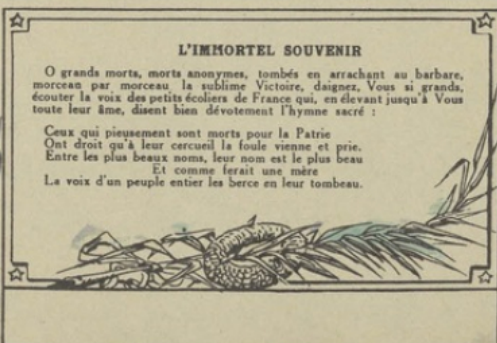 L'IMMORTEL SOUVENIR
O grands morts, morts anonymes, tombés en arrachant au barbare,
morceau par morceau la sublime Victoire, daignez, Vous si grands,
écouter la voix des petits écoliers de France qui, en élevant jusqu'à Vous
toute leur âme, disent bien dévotement l'hymne sacré :
Ceux qui pieusement sont morts pour la Patrie
Ont droit qu'à leur cercueil la foule vienne et prie.
Entre les plus beaux noms, leur nom est le plus beau
Et comme ferait une mère
La voix d'un peuple entier les berce en leur tombeau.